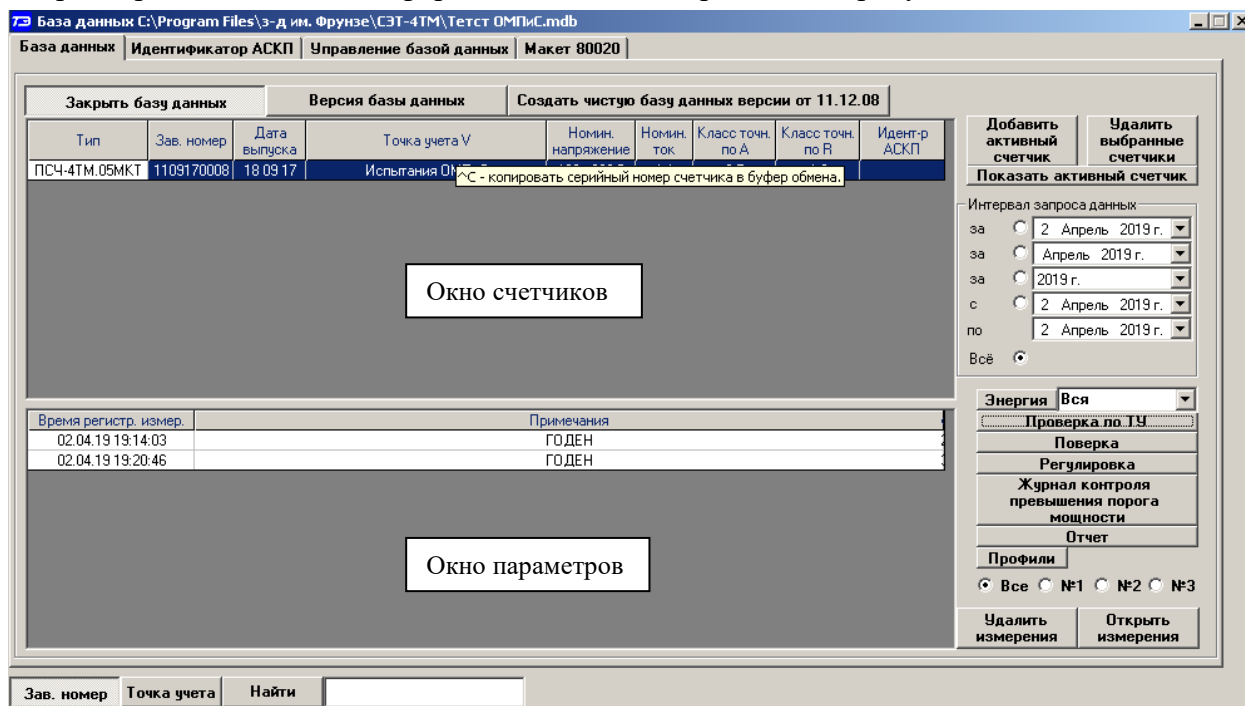 База данных C:\Program Files\з-д им. Фрунзе\СЭТ-4ТМ\Тетст ОМПиС.mdb
База данных Идентификатор АСКП Управление базой данных Макет 80020
Закрыть базу данных Версия базы данных Создать чистую базу данных версии от 11.12.08
Тип Зав. номер Дата выпуска Точка учета V Номин. напряжение Номин. ток Класс точн. по A Класс точн. по R Идент-р АСКП
ПСЧ-4ТМ.05МКТ 1109170008 18 09 17 Испытания
^C - копировать серийный номер счетчика в буфер обмена.
Окно счетчиков
Добавить активный счетчик
Удалить выбранные счетчики
Показать активный счетчик
Интервал запроса данных
за 2 Апрель 2019 г.
за Апрель 2019 г.
за 2019 г.
с 2 Апрель 2019 г.
по 2 Апрель 2019 г.
Всё
Время регистр. измер. Примечания
02.04.19 19:14:03 ГОДЕН
02.04.19 19:20:46 ГОДЕН
Окно параметров
Энергия Вся
Проверка по ТУ
Поверка
Регулировка
Журнал контроля
превышения порога
мощности
Отчет
Профили
Все №1 №2 №3
Удалить измерения
Открыть измерения
Зав. номер Точка учета Найти